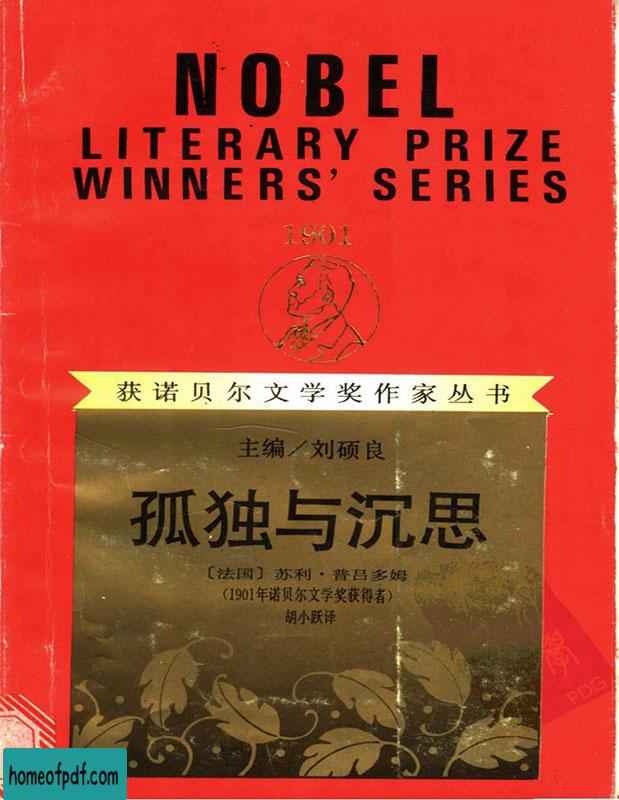 NOBEL
LITERARY PRIZE
WINNERS' SERIES
1901
获诺贝尔文学奖作家丛书
主编／刘硕良
孤独与沉思
〔法国〕苏利·普吕多姆
(1901年诺贝尔文学奖获得者)
胡小跃译
PDG
homeofpdf.com